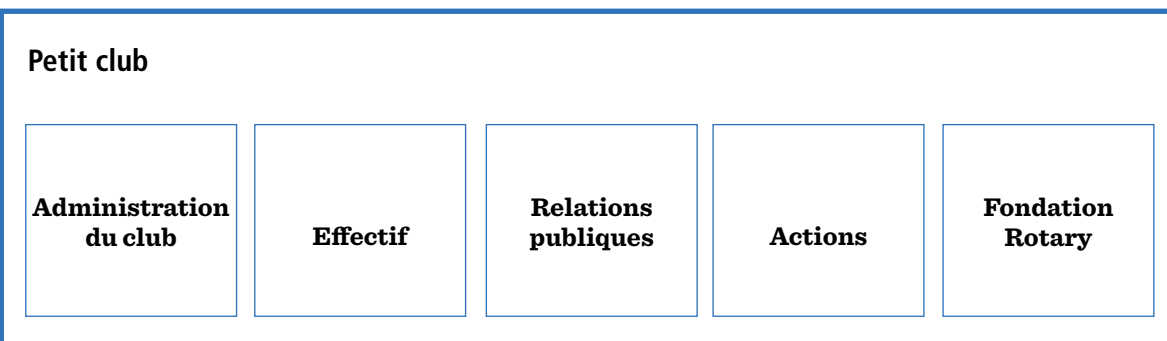 Petit club
Administration
du club
Effectif
Relations
publiques
Actions
Fondation
Rotary